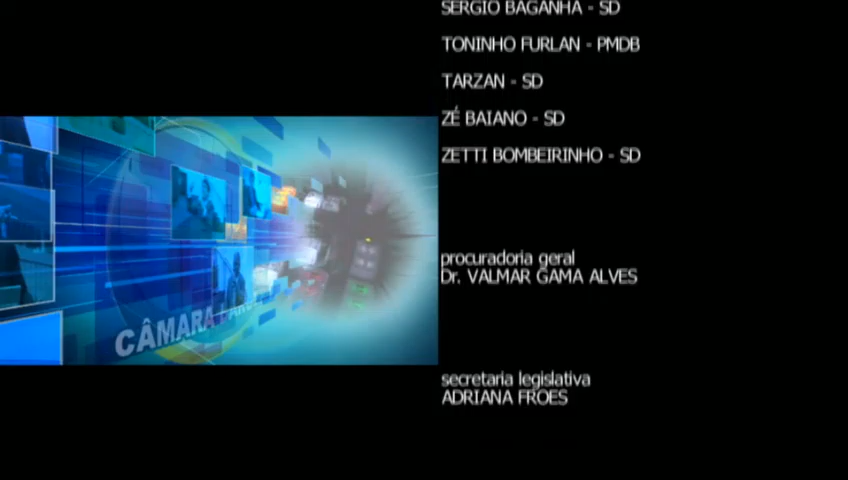 SERGIO BAGANHA - SD
TONINHO FURLAN - PMDB
TARZAN - SD
ZÉ BAIANO - SD
ZETTI BOMBEIRINHO - SD
procuradoria geral
Dr. VALMAR GAMA ALVES
secretaria legislativa
ADRIANA FROES
CÂMARA